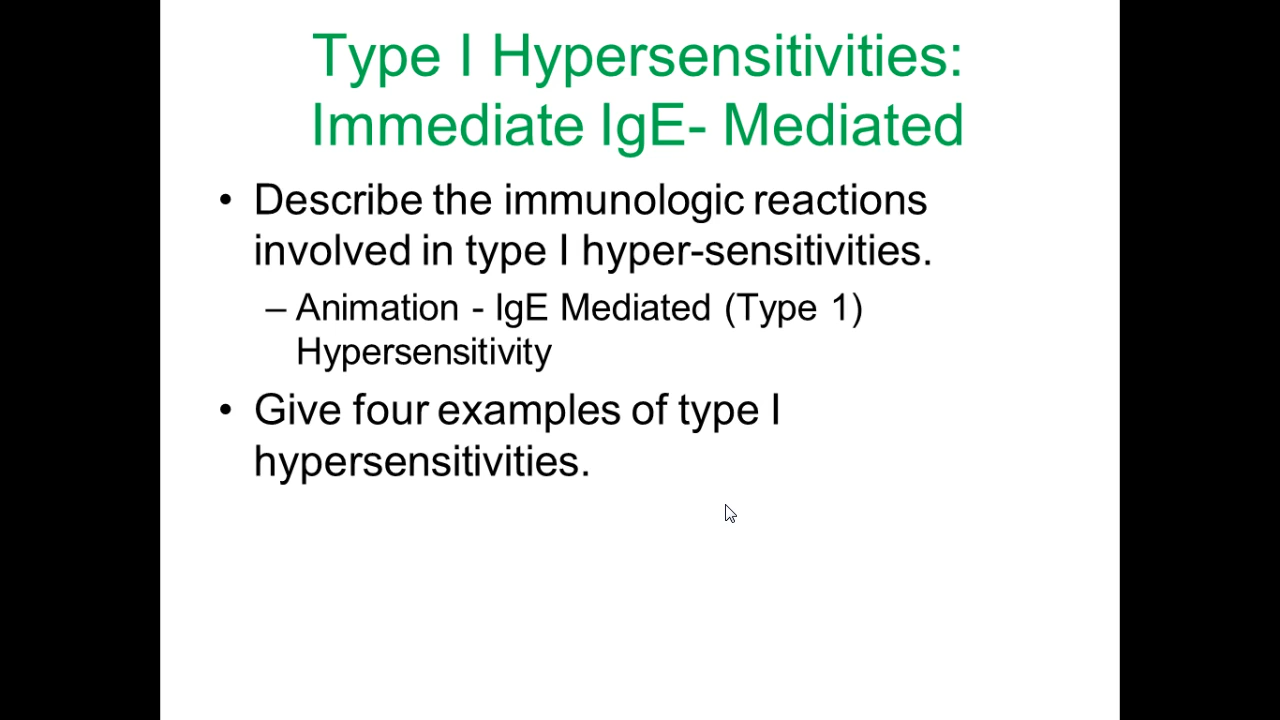 Type I Hypersensitivities:
Immediate IgE- Mediated
• Describe the immunologic reactions
involved in type I hyper-sensitivities.
– Animation - IgE Mediated (Type 1)
Hypersensitivity
• Give four examples of type I
hypersensitivities.